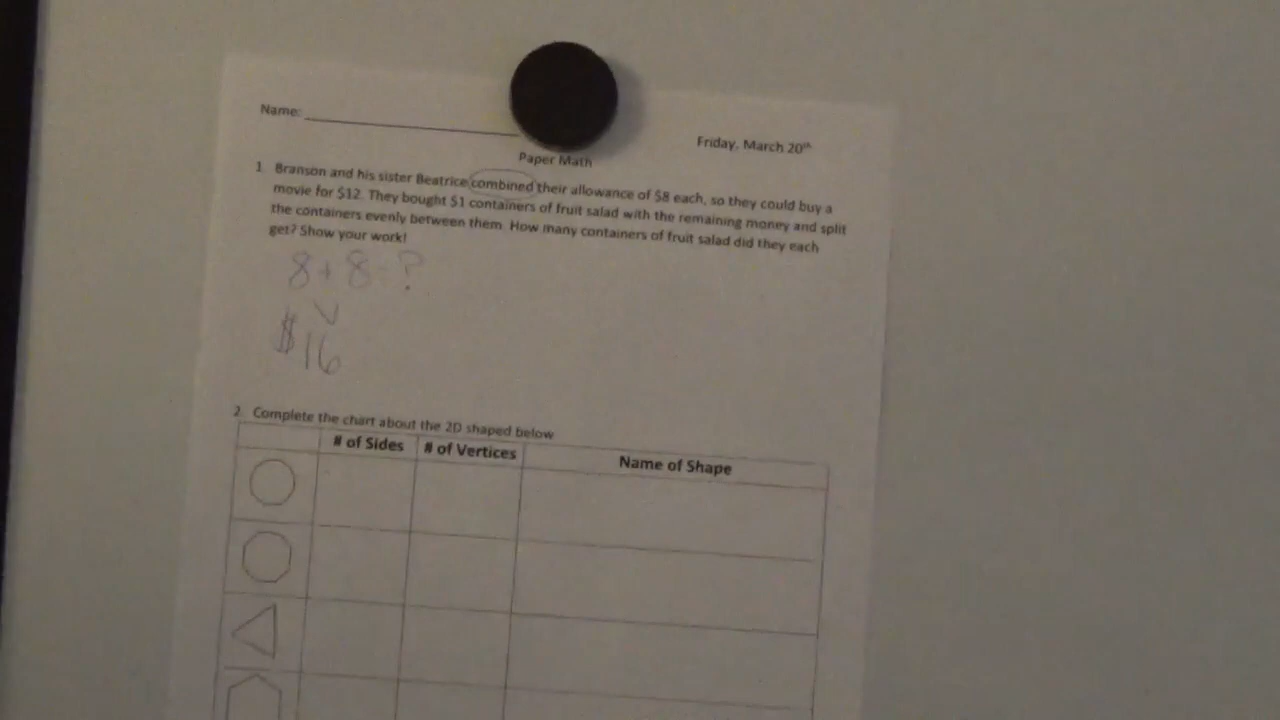 Name:
Friday, March 20th
Paper Math
1. Branson and his sister Beatrice combined their allowance of $8 each, so they could buy a
movie for $12. They bought $1 containers of fruit salad with the remaining money and split
the containers evenly between them. How many containers of fruit salad did they each
get? Show your work!
8 + 8 = ?
$16
2. Complete the chart about the 2D shaped below
# of Sides # of Vertices Name of Shape